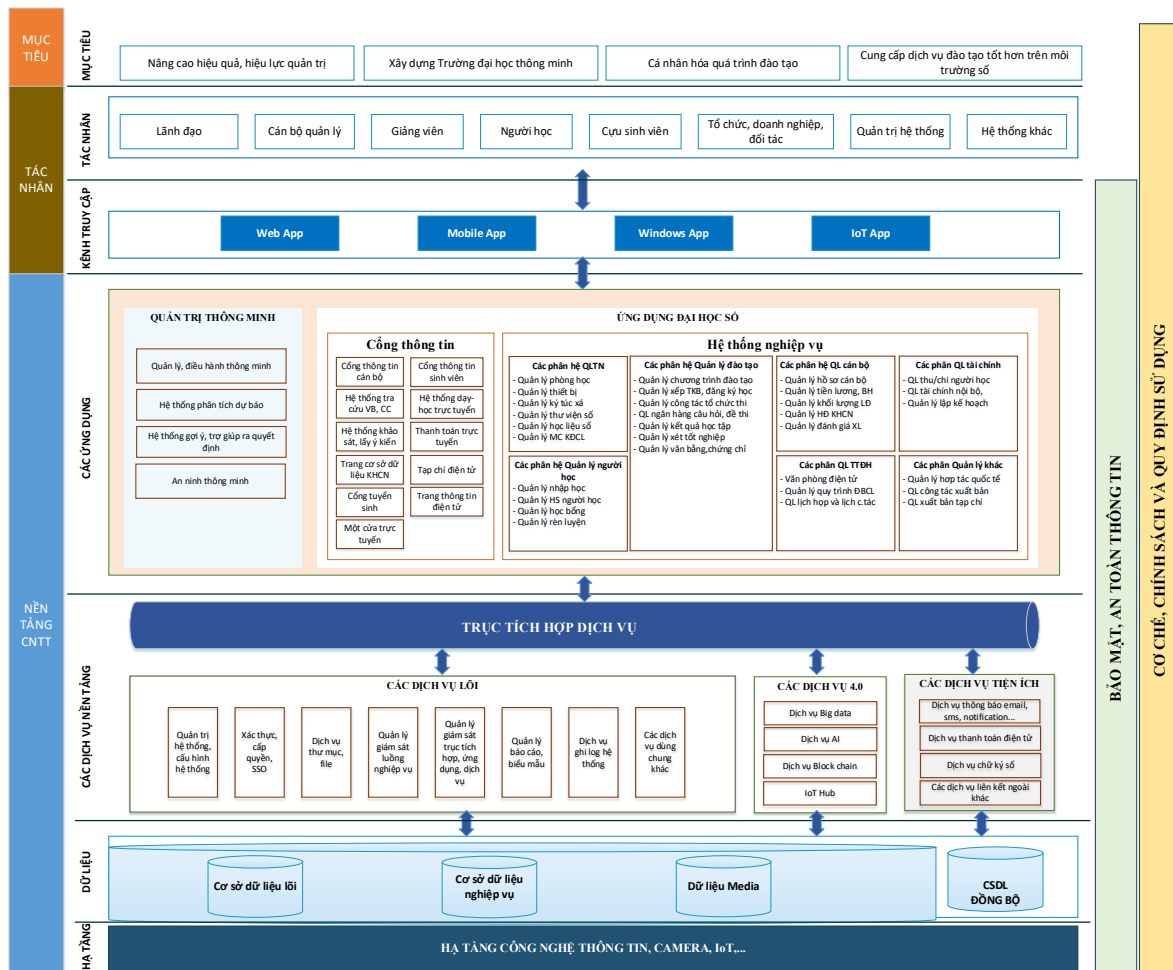 MỤC
TIÊU
MỤC TIÊU
Nâng cao hiệu quả, hiệu lực quản trị
Xây dựng Trường đại học thông minh
Cá nhân hóa quá trình đào tạo
Cung cấp dịch vụ đào tạo tốt hơn trên môi
trường số
TÁC
NHÂN
TÁC NHÂN
Lãnh đạo
Cán bộ quản lý
Giảng viên
Người học
Cựu sinh viên
Tổ chức, doanh nghiệp,
đối tác
Quản trị hệ thống
Hệ thống khác
KÊNH TRUY CẬP
Web App
Mobile App
Windows App
IoT App
NỀN
TẢNG
CNTT
CÁC ỨNG DỤNG
QUẢN TRỊ THÔNG MINH
Quản lý, điều hành thông minh
Hệ thống phân tích dự báo
Hệ thống gợi ý, trợ giúp ra quyết
định
An ninh thông minh
ỨNG DỤNG ĐẠI HỌC SỐ
Cổng thông tin
Cổng thông tin
cán bộ
Cổng thông tin
sinh viên
Hệ thống tra
cứu VB, CC
Hệ thống dạy-
học trực tuyến
Hệ thống khảo
sát, lấy ý kiến
Thanh toán trực
tuyến
Trang cơ sở dữ
liệu KHCN
Tạp chí điện tử
Cổng tuyển
sinh
Trang thông tin
điện tử
Một cửa trực
tuyến
Hệ thống nghiệp vụ
Các phân hệ QLTN
- Quản lý phòng học
- Quản lý thiết bị
- Quản lý ký túc xá
- Quản lý thư viện số
- Quản lý học liệu số
- Quản lý MC KĐCL
Các phân hệ Quản lý người
học
- Quản lý nhập học
- Quản lý HS người học
- Quản lý học bổng
- Quản lý rèn luyện
Các phân hệ Quản lý đào tạo
- Quản lý chương trình đào tạo
- Quản lý xếp TKB, đăng ký học
- Quản lý công tác tổ chức thi
- QL ngân hàng câu hỏi, đề thi
- Quản lý kết quả học tập
- Quản lý xét tốt nghiệp
- Quản lý văn bằng,chứng chỉ
Các phân hệ QL cán bộ
- Quản lý hồ sơ cán bộ
- Quản lý tiền lương, BH
- Quản lý khối lượng LĐ
- Quản lý HĐ KHCN
- Quản lý đánh giá XL
Các phân QL TTĐH
- Văn phòng điện tử
- Quản lý quy trình ĐBCL
- QL lịch họp và lịch c.tác
Các phân QL tài chính
- QL thu/chi người học
- QL tài chính nội bộ,
- Quản lý lập kế hoạch
Các phân Quản lý khác
- Quản lý hợp tác quốc tế
- QL công tác xuất bản
- QL xuất bản tạp chí
CÁC DỊCH VỤ NỀN TẢNG
TRỤC TÍCH HỢP DỊCH VỤ
CÁC DỊCH VỤ LÕI
Quản trị
hệ thống,
cấu hình
hệ thống
Xác thực,
cấp
quyền,
SSO
Dịch vụ
thư mục,
file
Quản lý
giám sát
luồng
nghiệp vụ
Quản lý
giám sát
trục tích
hợp, ứng
dụng, dịch
vụ
Quản lý
báo cáo,
biểu mẫu
Dịch vụ
ghi log hệ
thống
Các dịch
vụ dùng
chung
khác
CÁC DỊCH VỤ 4.0
Dịch vụ Big data
Dịch vụ AI
Dịch vụ Block chain
IoT Hub
CÁC DỊCH VỤ TIỆN ÍCH
Dịch vụ thông báo email,
sms, notification...
Dịch vụ thanh toán điện tử
Dịch vụ chữ ký số
Các dịch vụ liên kết ngoài
khác
DỮ LIỆU
Cơ sở dữ liệu lõi
Cơ sở dữ liệu
nghiệp vụ
Dữ liệu Media
CSDL
ĐỒNG BỘ
HẠ TẦNG
HẠ TẦNG CÔNG NGHỆ THÔNG TIN, CAMERA, IoT,...
BẢO MẬT, AN TOÀN THÔNG TIN
CƠ CHẾ, CHÍNH SÁCH VÀ QUY ĐỊNH SỬ DỤNG